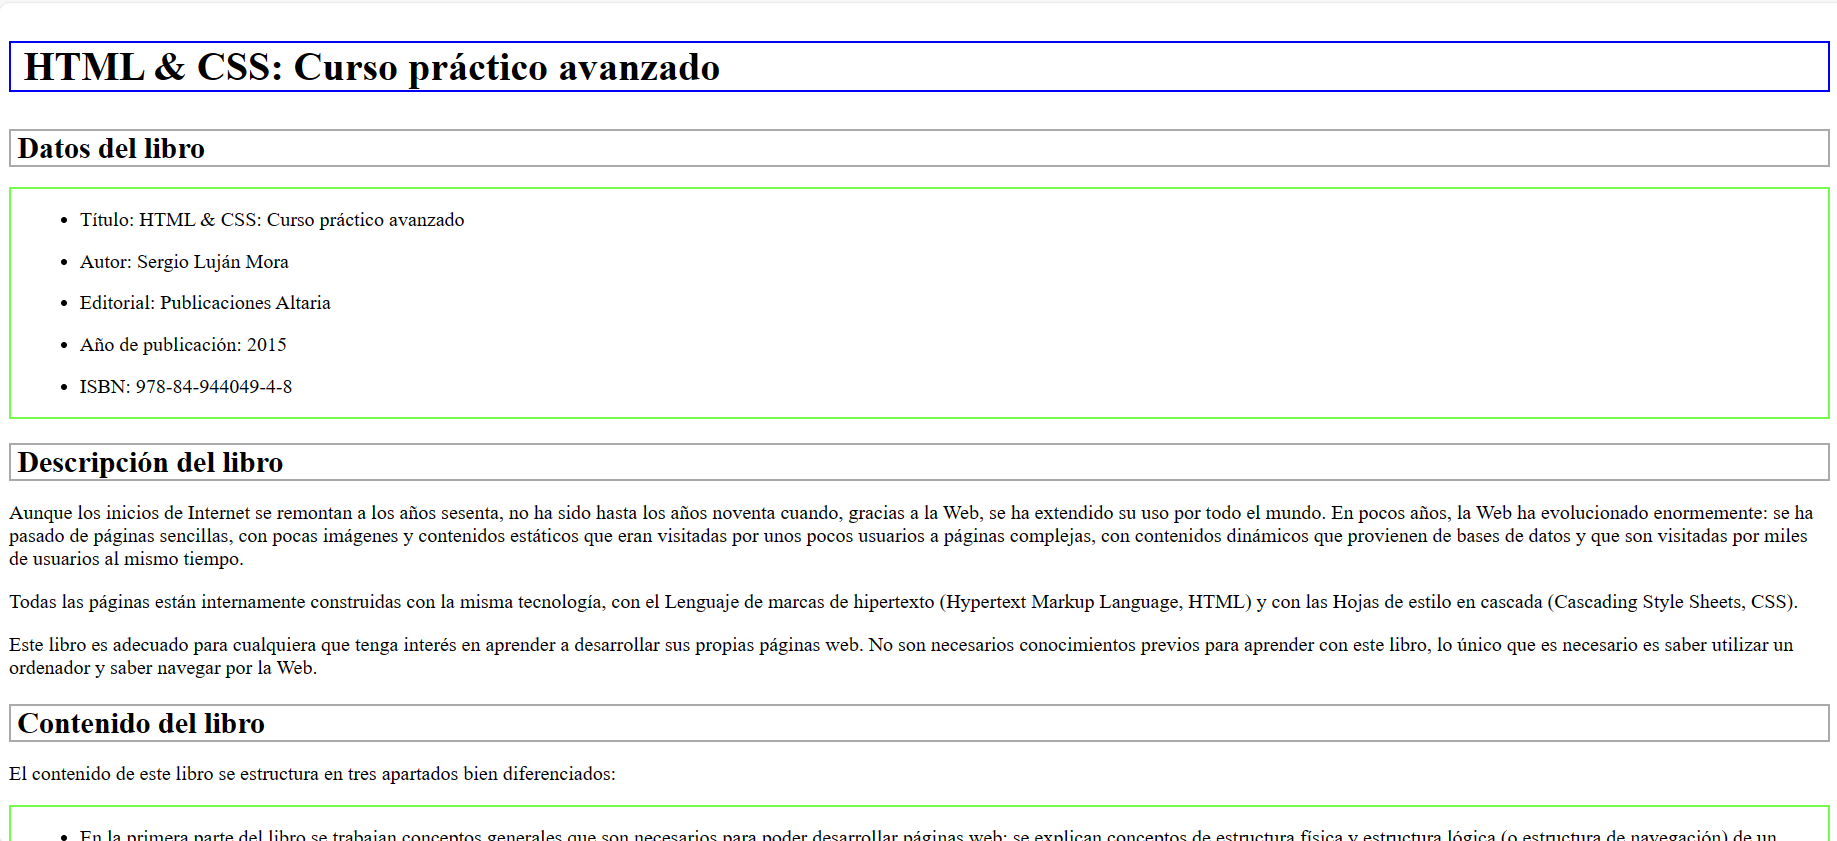 HTML & CSS: Curso práctico avanzado
Datos del libro
• Título: HTML & CSS: Curso práctico avanzado
• Autor: Sergio Luján Mora
• Editorial: Publicaciones Altaria
• Año de publicación: 2015
• ISBN: 978-84-944049-4-8
Descripción del libro
Aunque los inicios de Internet se remontan a los años sesenta, no ha sido hasta los años noventa cuando, gracias a la Web, se ha extendido su uso por todo el mundo. En pocos años, la Web ha evolucionado enormemente: se ha
pasado de páginas sencillas, con pocas imágenes y contenidos estáticos que eran visitadas por unos pocos usuarios a páginas complejas, con contenidos dinámicos que provienen de bases de datos y que son visitadas por miles
de usuarios al mismo tiempo.
Todas las páginas están internamente construidas con la misma tecnología, con el Lenguaje de marcas de hipertexto (Hypertext Markup Language, HTML) y con las Hojas de estilo en cascada (Cascading Style Sheets, CSS).
Este libro es adecuado para cualquiera que tenga interés en aprender a desarrollar sus propias páginas web. No son necesarios conocimientos previos para aprender con este libro, lo único que es necesario es saber utilizar un
ordenador y saber navegar por la Web.
Contenido del libro
El contenido de este libro se estructura en tres apartados bien diferenciados:
• En la primera parte del libro se trabajan conceptos generales que son necesarios para poder desarrollar páginas web: se explican conceptos de estructura física y estructura lógica (o estructura de navegación) de un